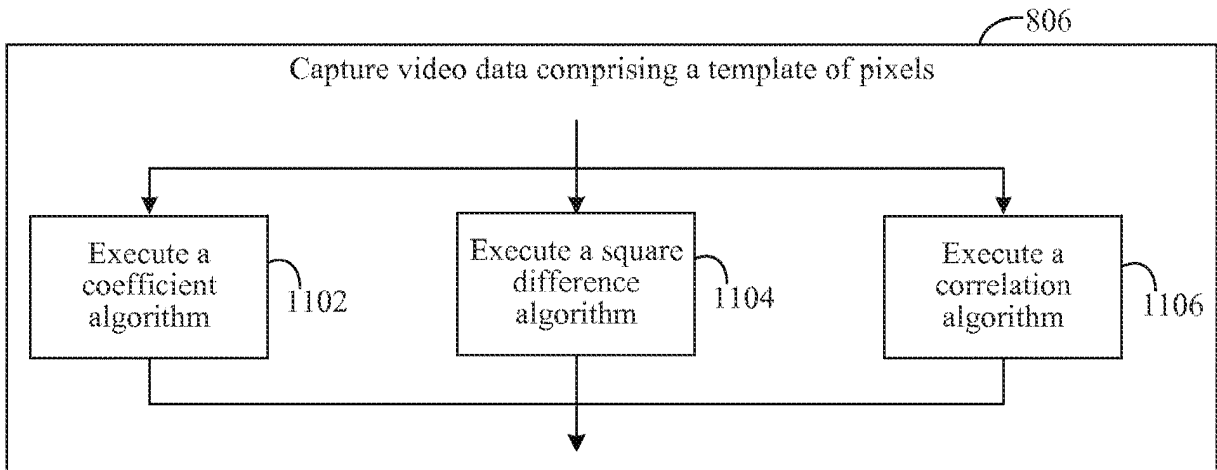 806
Capture video data comprising a template of pixels
Execute a
coefficient
algorithm
1102
Execute a square
difference
algorithm
1104
Execute a
correlation
algorithm
1106